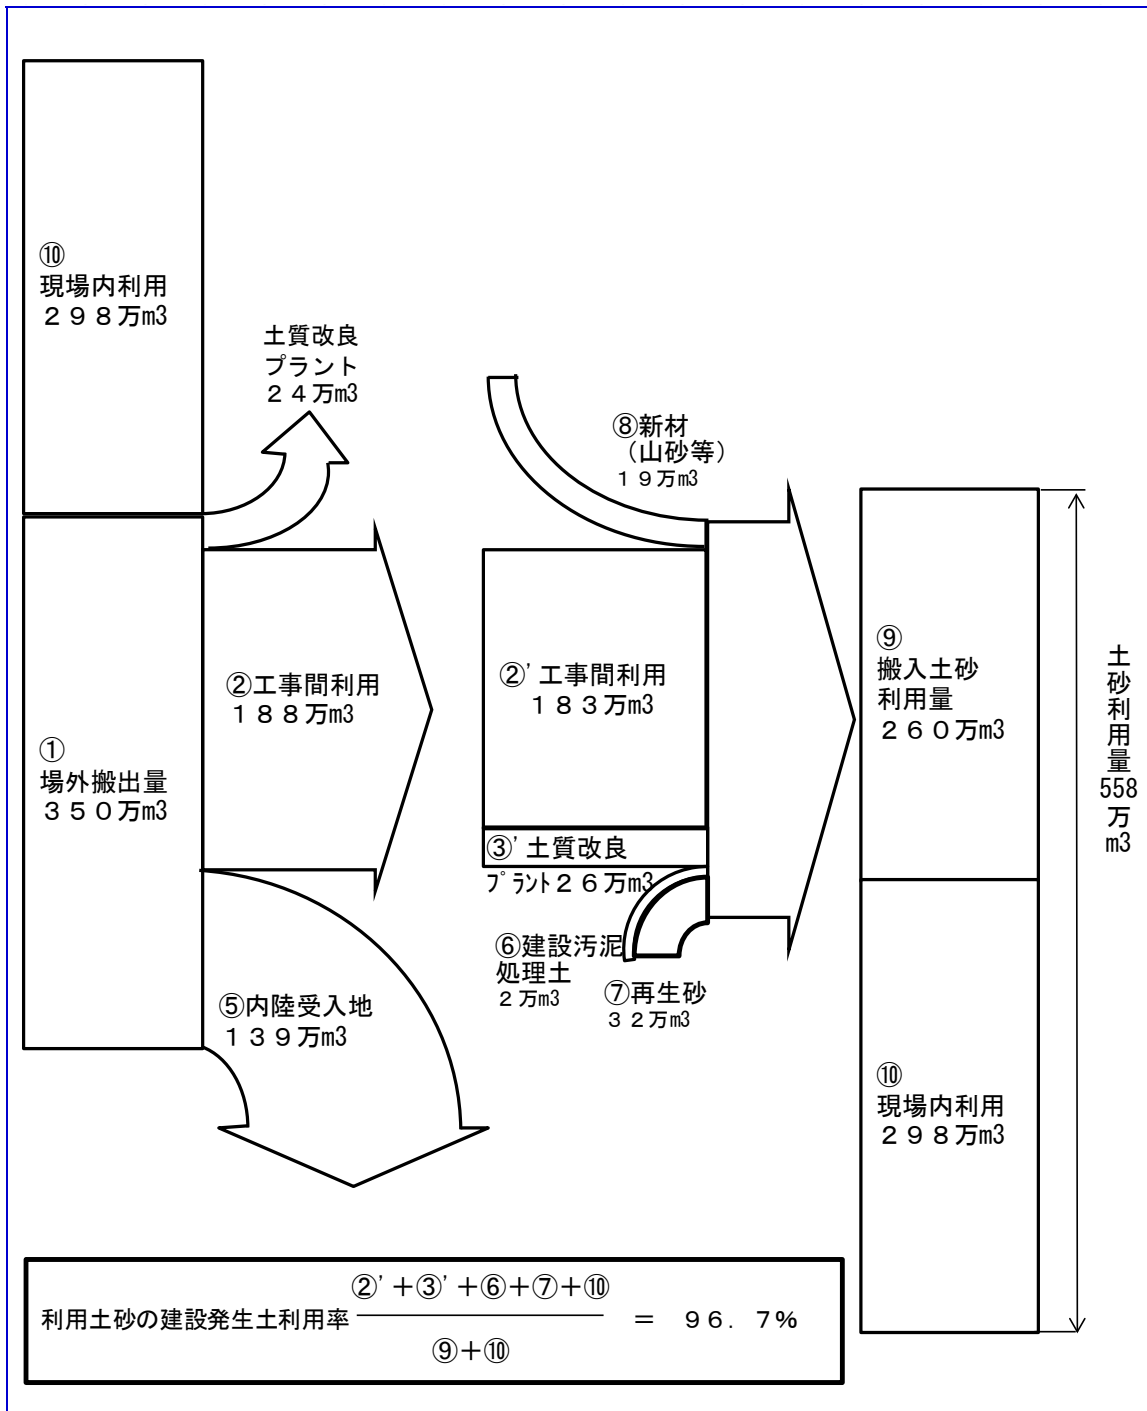 ⑩
現場内利用
２９８万m3
土質改良
プラント
２４万m3
⑧新材
（山砂等）
１９万m3
①
場外搬出量
３５０万m3
②工事間利用
１８８万m3
②’工事間利用
１８３万m3
③’土質改良
ﾌﾟﾗﾝﾄ２６万m3
⑥建設汚泥
処理土
２万m3
⑦再生砂
３２万m3
⑤内陸受入地
１３９万m3
⑨
搬入土砂
利用量
２６０万m3
⑩
現場内利用
２９８万m3
土砂利用量558万m3
利用土砂の建設発生土利用率
②’＋③’＋⑥＋⑦＋⑩
⑨＋⑩
＝ ９６．７%